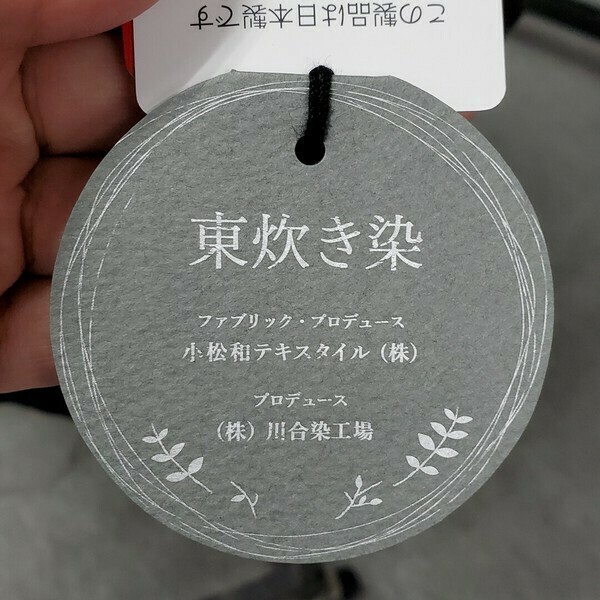 この製品は日本製です
東炊き染
ファブリック・プロデュース
小松和テキスタイル（株）
プロデュース
（株）川合染工場